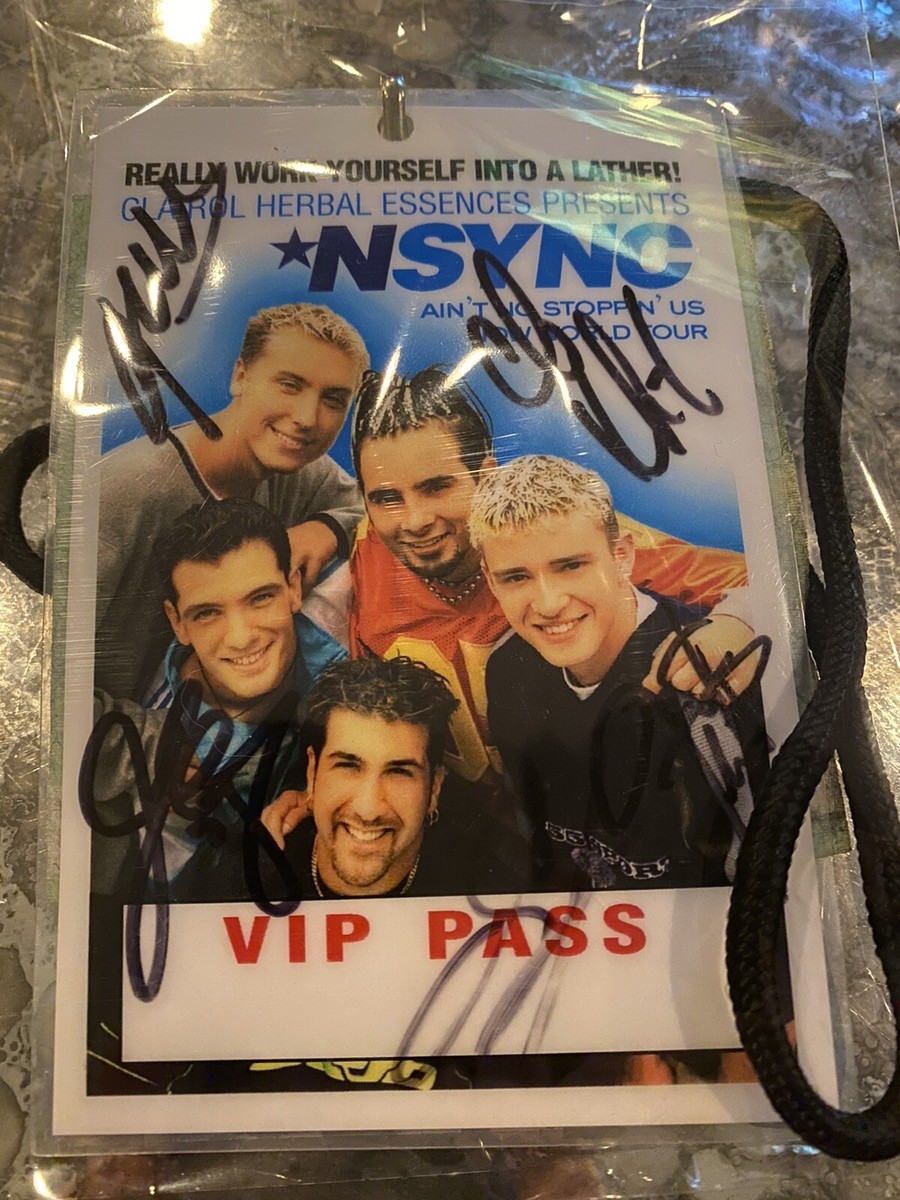 REALLY WORK YOURSELF INTO A LATHER!
CLAIROL HERBAL ESSENCES PRESENTS
*NSYNC
AIN'T NO STOPPIN' US
NOW WORLD TOUR
VIP PASS